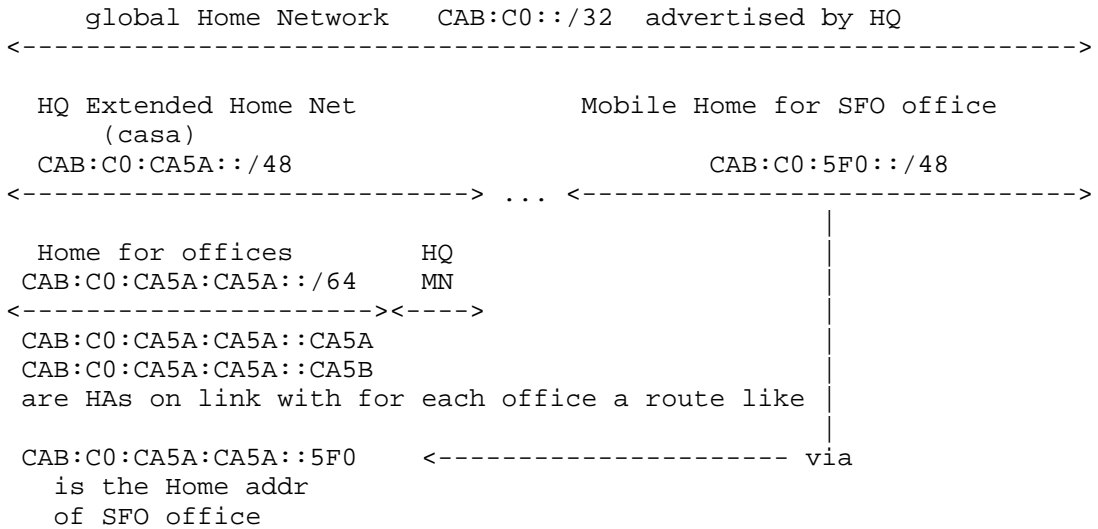 global Home Network    CAB:C0::/32  advertised by HQ
<------------------------------------------------------------------>
HQ Extended Home Net               Mobile Home for SFO office
(casa)
CAB:C0:CA5A::/48                           CAB:C0:5F0::/48
<----------------------------> ... <------------------------------->
|
Home for offices        HQ                       |
CAB:C0:CA5A:CA5A::/64    MN                       |
<----------------------><---->                     |
CAB:C0:CA5A:CA5A::CA5A                            |
CAB:C0:CA5A:CA5A::CA5B                            |
are HAs on link with for each office a route like |
|
CAB:C0:CA5A:CA5A::5F0    <---------------------- via
is the Home addr
of SFO office